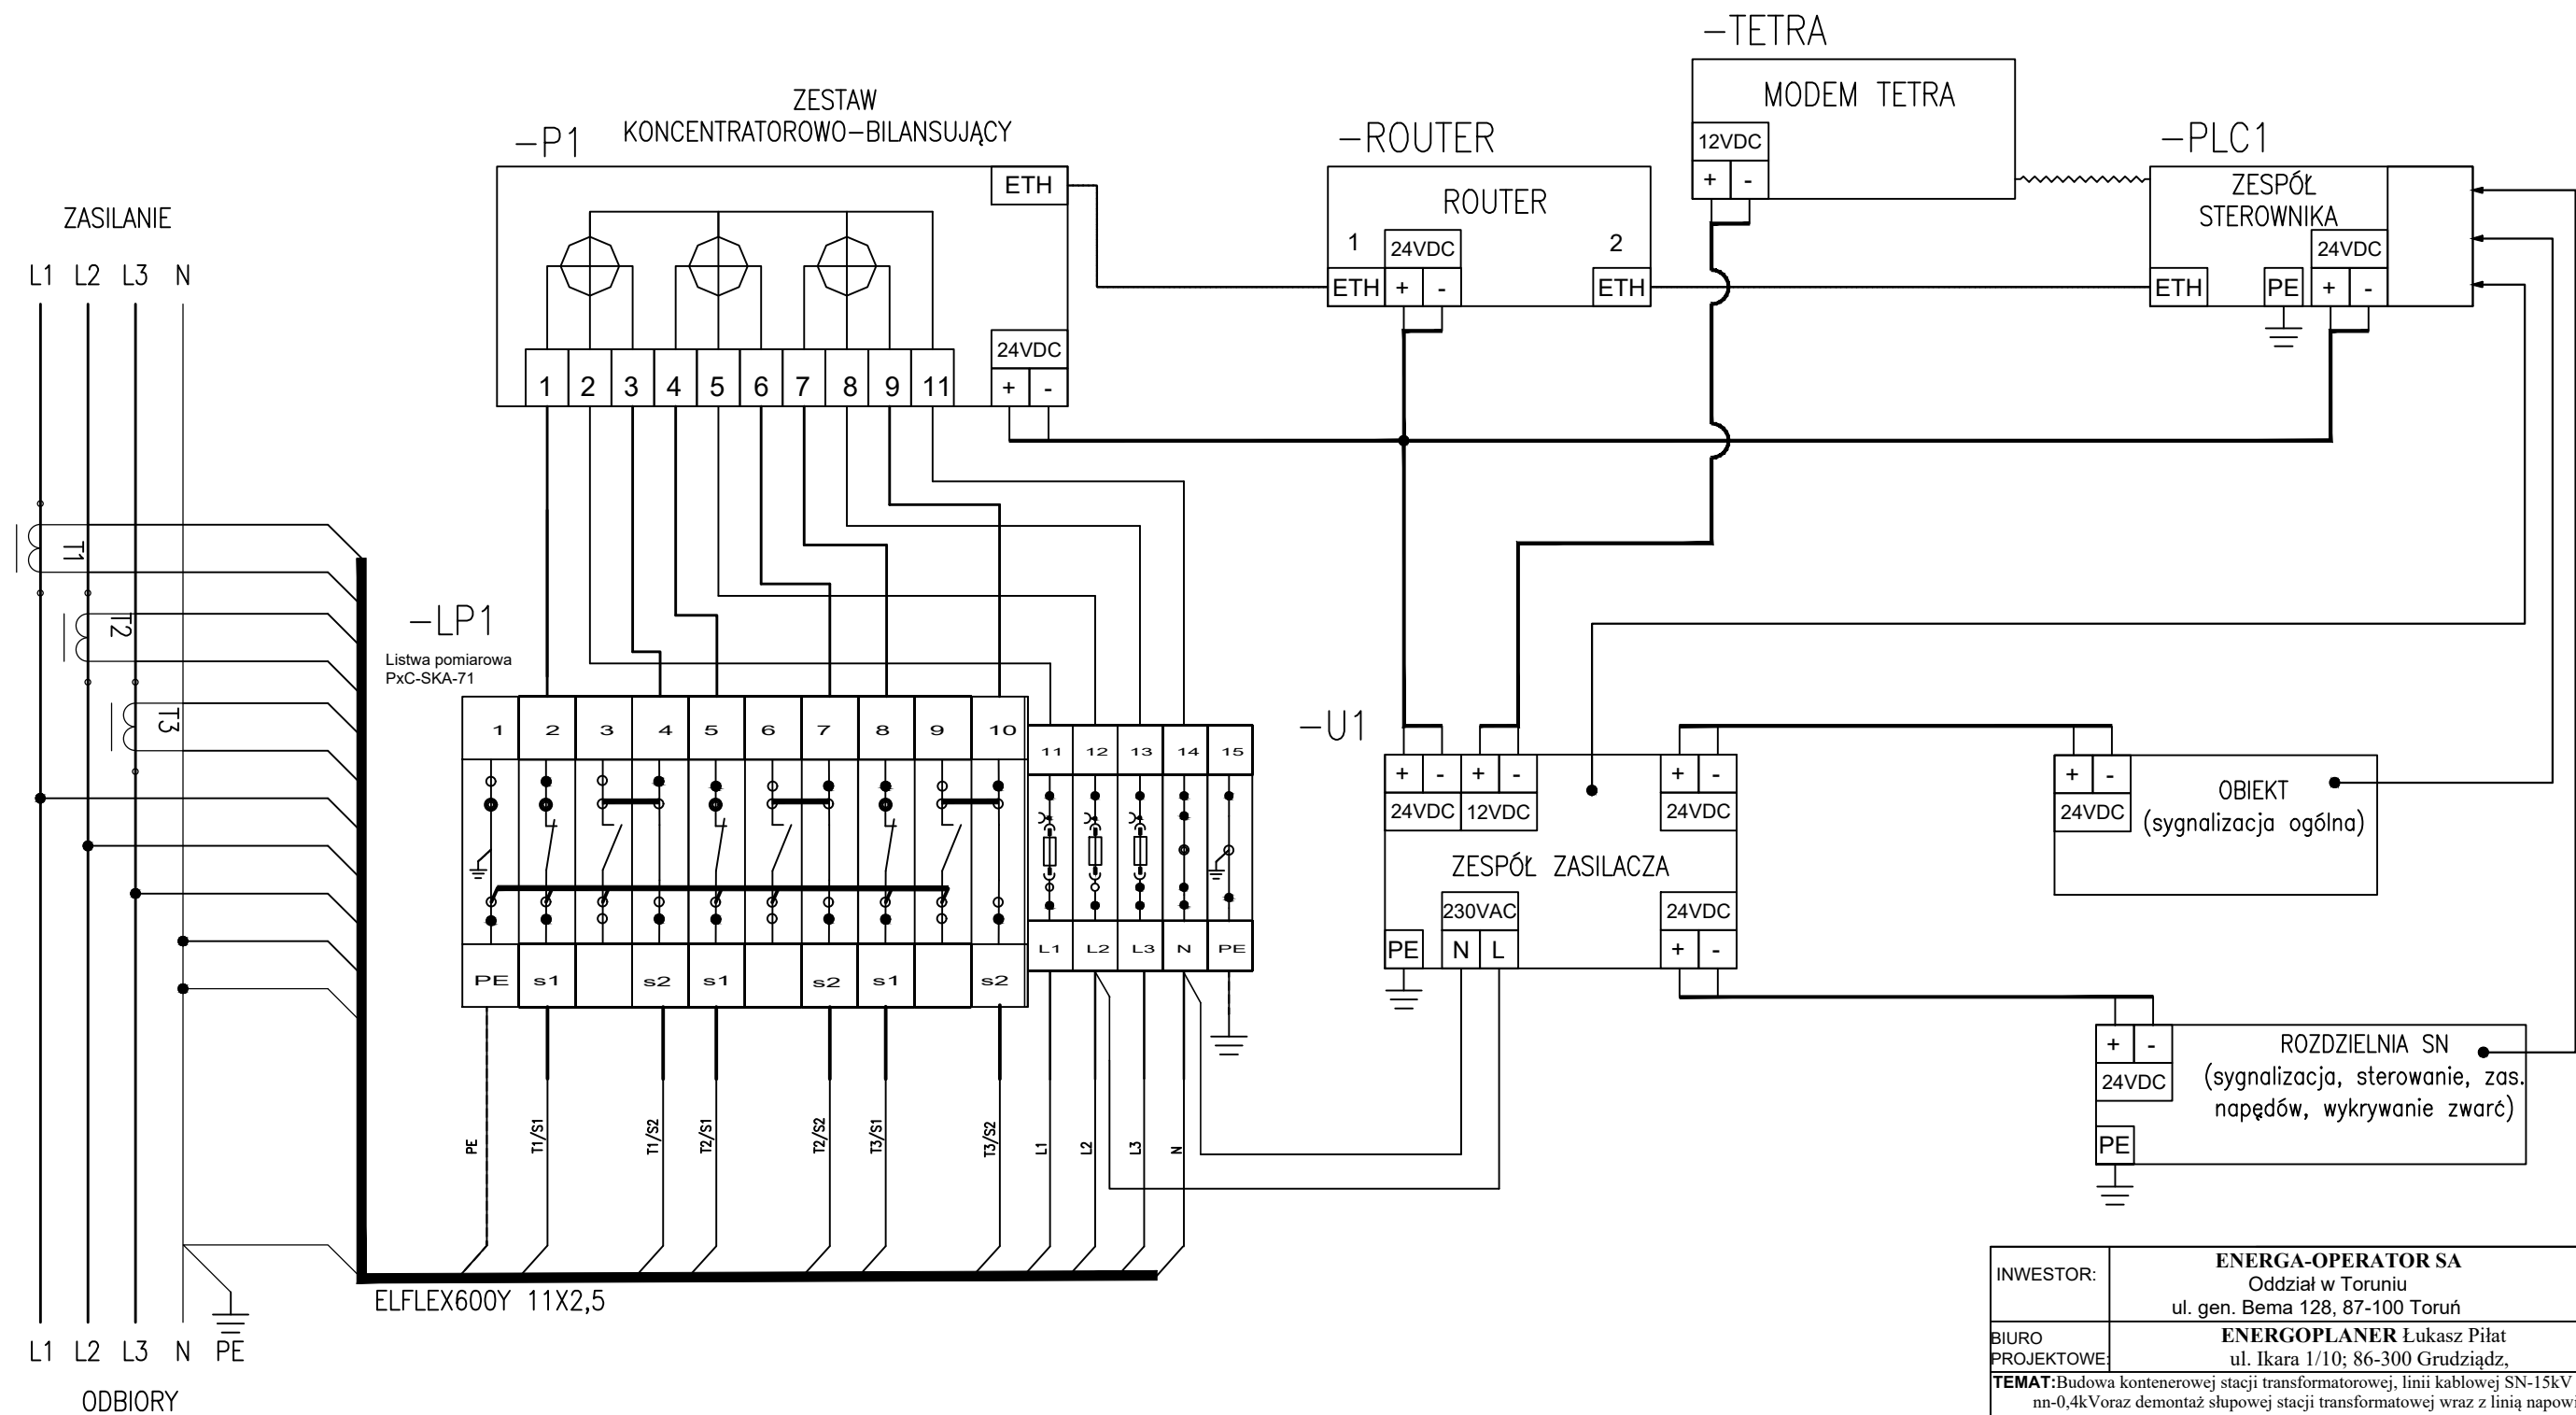 -TETRA
MODEM TETRA
12VDC
+ -
ZESTAW
KONCENTRATOROWO-BILANSUJĄCY
-P1
ETH
1 2 3 4 5 6 7 8 9 11
24VDC
+ -
-ROUTER
ROUTER
1 24VDC 2
ETH + - ETH
-PLC1
ZESPÓŁ
STEROWNIKA
24VDC
ETH PE + -
ZASILANIE
L1 L2 L3 N
T1
T2
T3
-LP1
Listwa pomiarowa
PxC-SKA-71
1 2 3 4 5 6 7 8 9 10
11 12 13 14 15
L1 L2 L3 N PE
PE s1 s2 s1 s2 s1 s2
PE T1/S1 T1/S2 T2/S1 T2/S2 T3/S1 T3/S2 L1 L2 L3 N
ELFLEX600Y 11X2,5
L1 L2 L3 N PE
ODBIORY
-U1
+ - + - + -
24VDC 12VDC 24VDC
ZESPÓŁ ZASILACZA
230VAC 24VDC
PE N L + -
+ -
24VDC
OBIEKT
(sygnalizacja ogólna)
+ -
24VDC
PE
ROZDZIELNIA SN
(sygnalizacja, sterowanie, zas.
napędów, wykrywanie zwarć)
INWESTOR:
ENERGA-OPERATOR SA
Oddział w Toruniu
ul. gen. Bema 128, 87-100 Toruń
BIURO
PROJEKTOWE:
ENERGOPLANER Łukasz Piłat
ul. Ikara 1/10; 86-300 Grudziądz,
TEMAT:Budowa kontenerowej stacji transformatorowej, linii kablowej SN-15kV
nn-0,4kVoraz demontaż słupowej stacji transformatowej wraz z linią napow